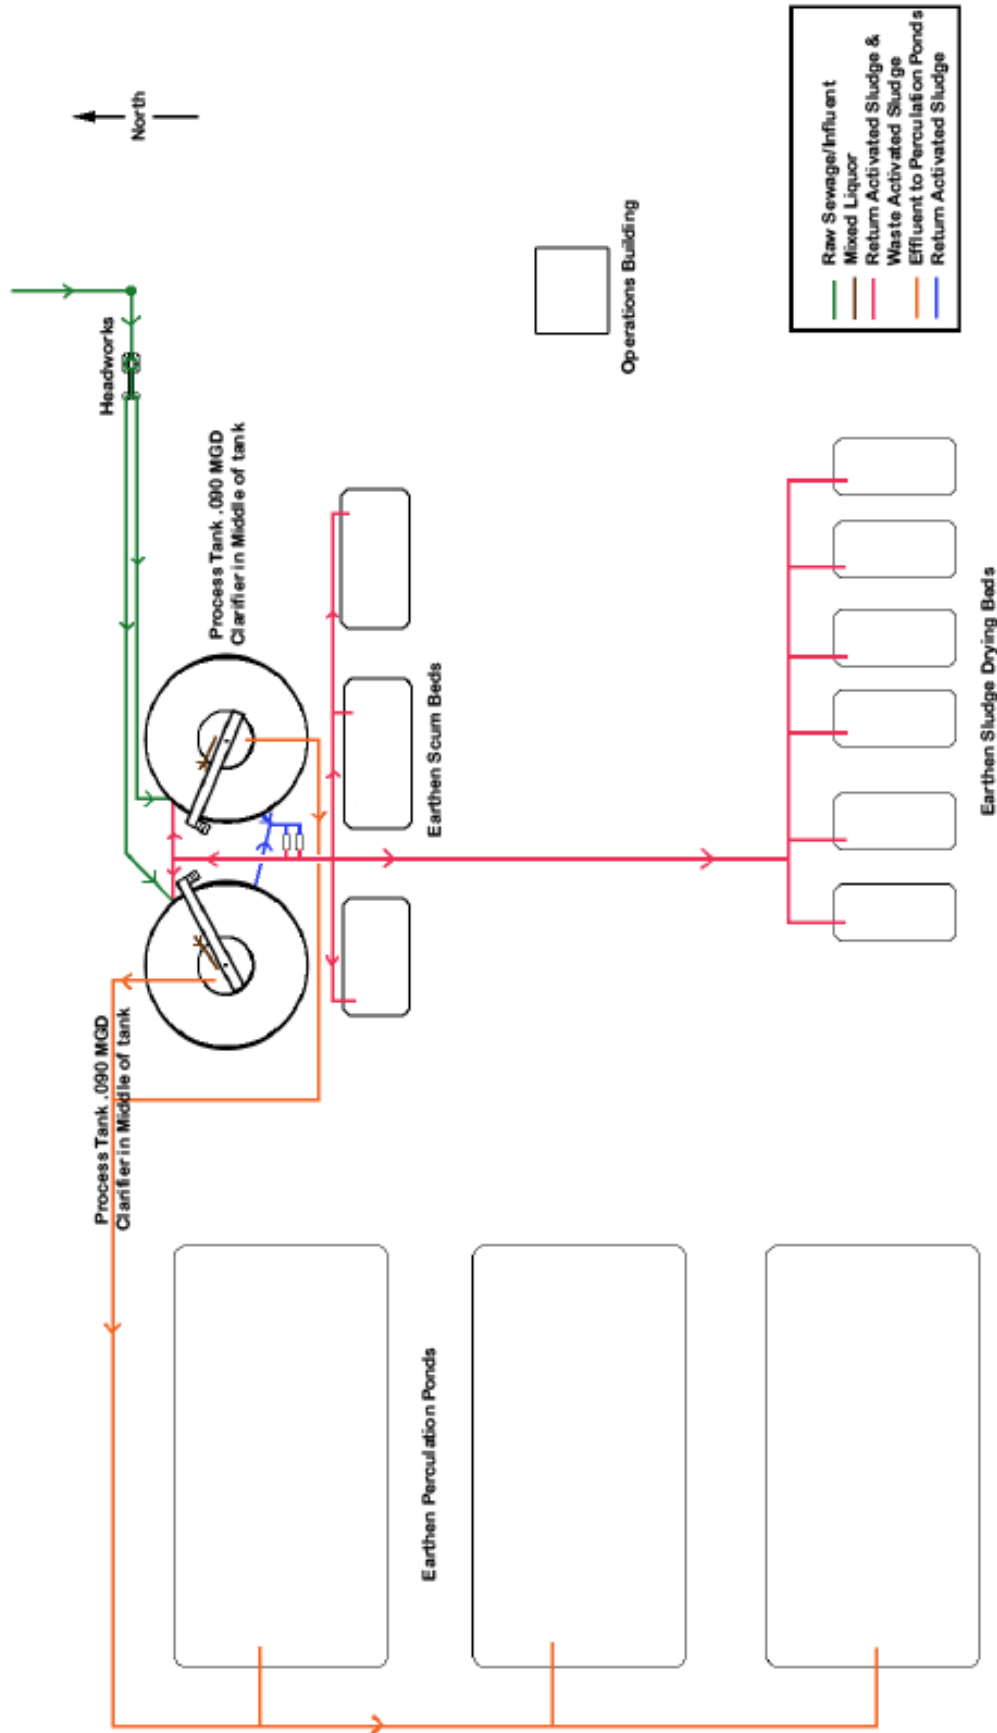 North
Headworks
Process Tank .090 MGD
Clarifier in Middle of tank
Process Tank .090 MGD
Clarifier in Middle of tank
Earthen Scum Beds
Operations Building
Earthen Perculation Ponds
Earthen Sludge Drying Beds
Raw Sewage/Influent
Mixed Liquor
Return Activated Sludge &
Waste Activated Sludge
Effluent to Perculation Ponds
Return Activated Sludge